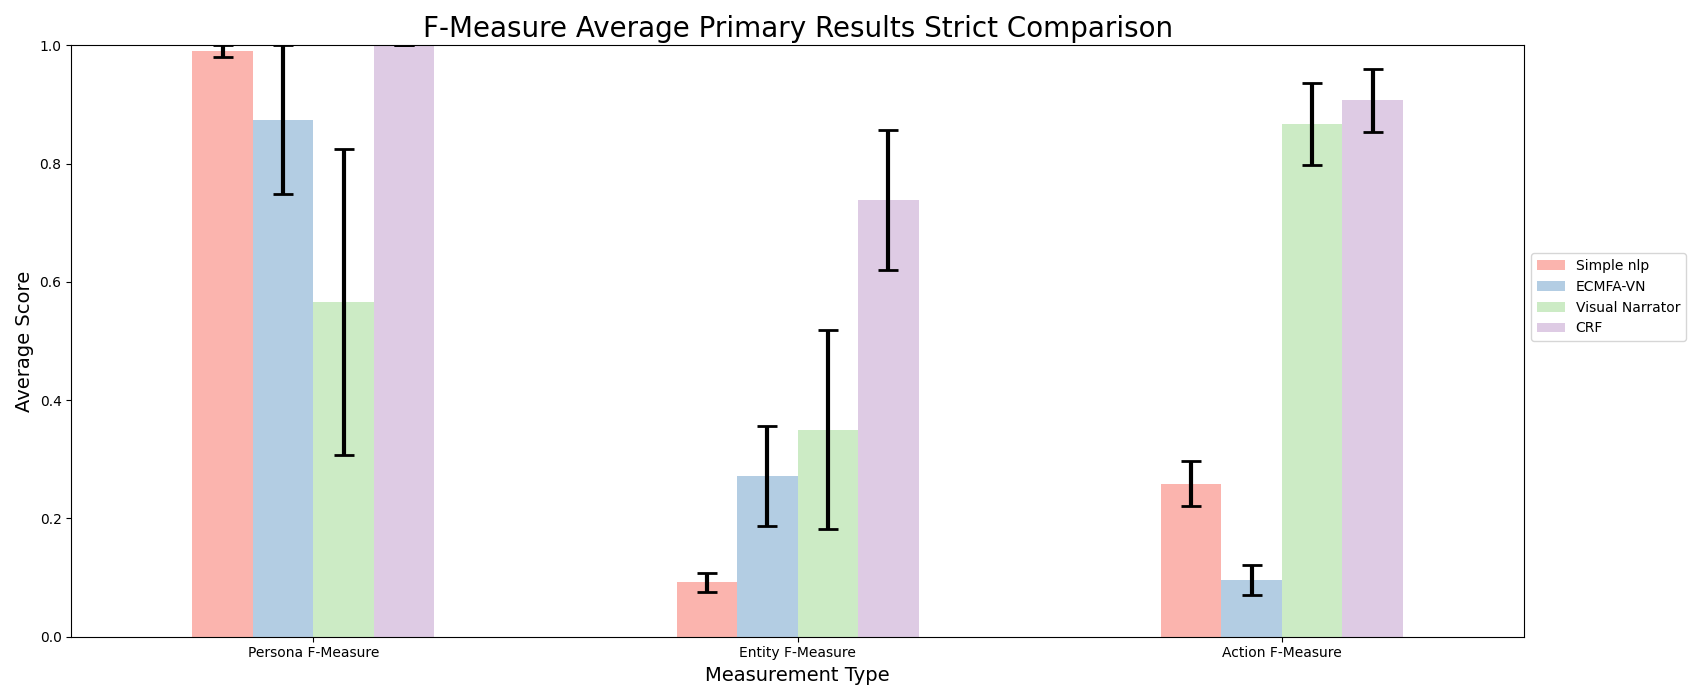 F-Measure Average Primary Results Strict Comparison
Average Score
1.0
0.8
0.6
0.4
0.2
0.0
Persona F-Measure
Entity F-Measure
Action F-Measure
Measurement Type
Simple nlp
ECMFA-VN
Visual Narrator
CRF